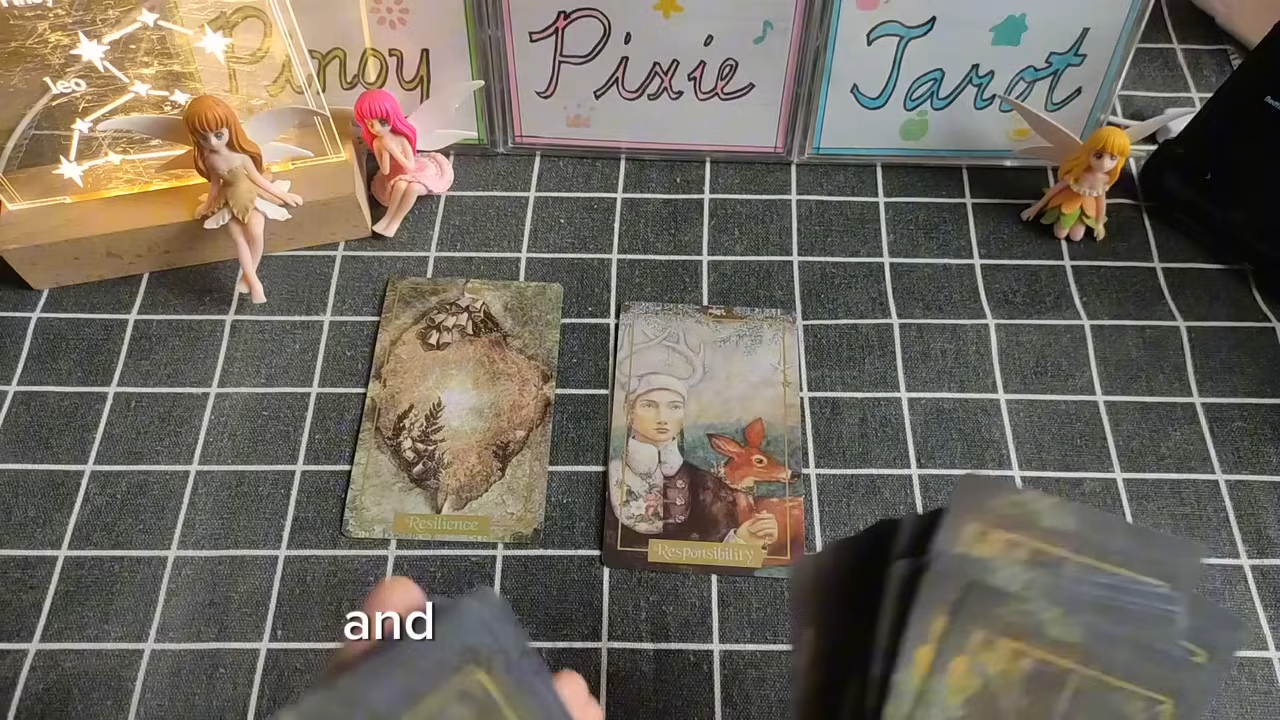 Pinoy
Pixie
Tarot
leo
Resilience
Responsibility
and